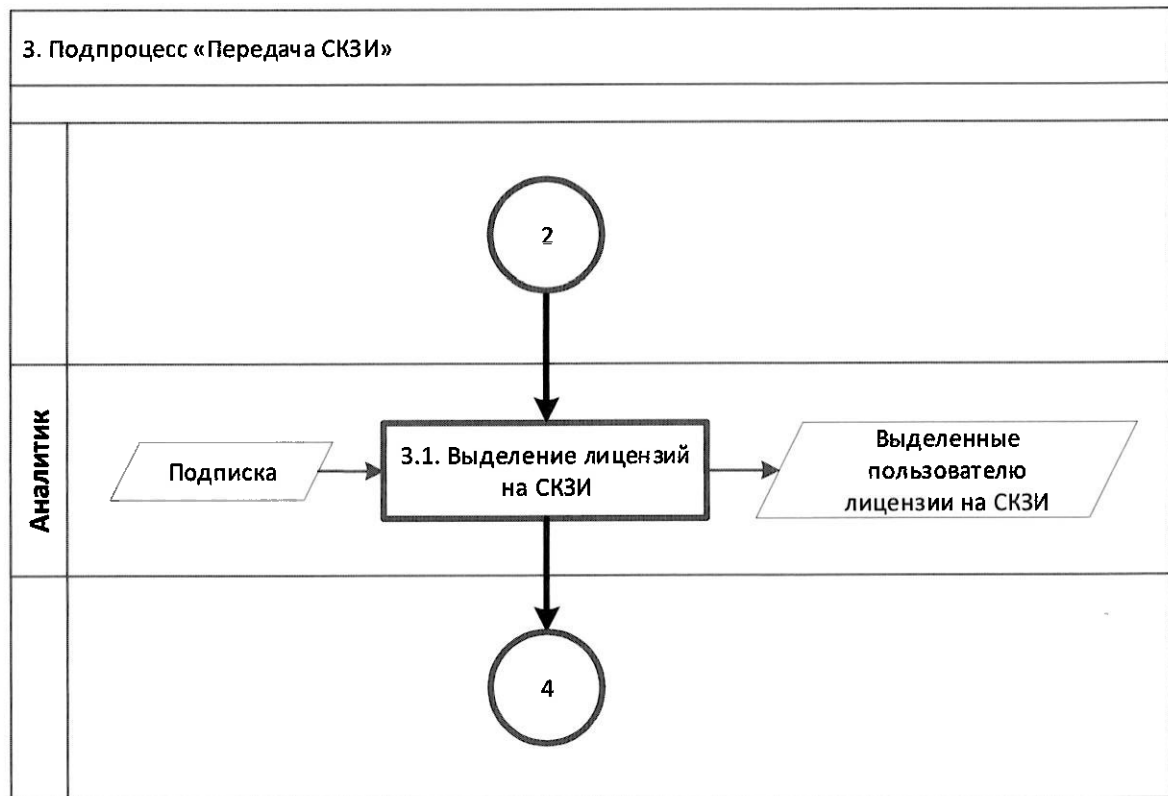 3. Подпроцесс «Передача СКЗИ»
2
Аналитик
Подписка
3.1. Выделение лицензий
на СКЗИ
Выделенные
пользователю
лицензии на СКЗИ
4